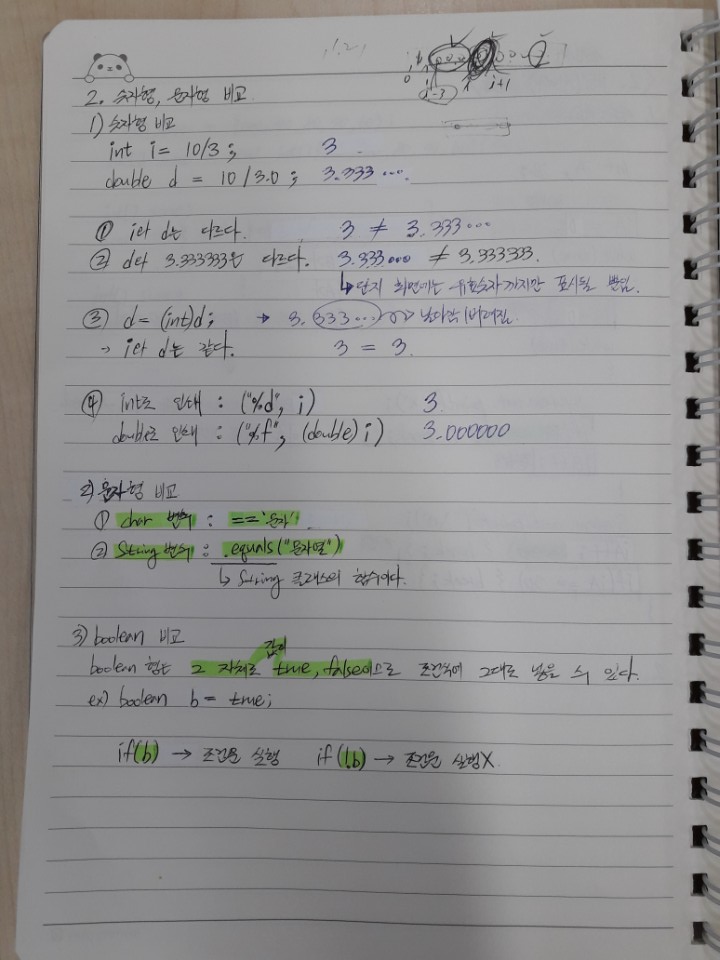 2. 숫자형, 문자형 비교
1) 숫자형 비교
int i = 10/3; 3
double d = 10/3.0; 3.333...
① i와 d는 다르다. 3 ≠ 3.333...
② d와 3.333333은 다르다. 3.333... ≠ 3.333333.
↳ 단지 화면에는 유효숫자까지만 표시될 뿐임.
③ d = (int)d; → 3.333... 날다가 버려짐.
→ i와 d는 같다. 3 = 3.
④ int로 인쇄 : ("%d", i) 3
double로 인쇄 : ("%f", (double)i) 3.000000
2) 문자형 비교
① char 변수 : =='문자'.
② String 변수 : .equals("문자열")
↳ String 클래스의 함수이다.
3) boolean 비교
값이
boolean 형은 그 자체로 true, false이므로 조건속에 그대로 넣을 수 있다.
ex) boolean b = true;
if(b) → 조건문 실행 if(!b) → 조건문 실행X